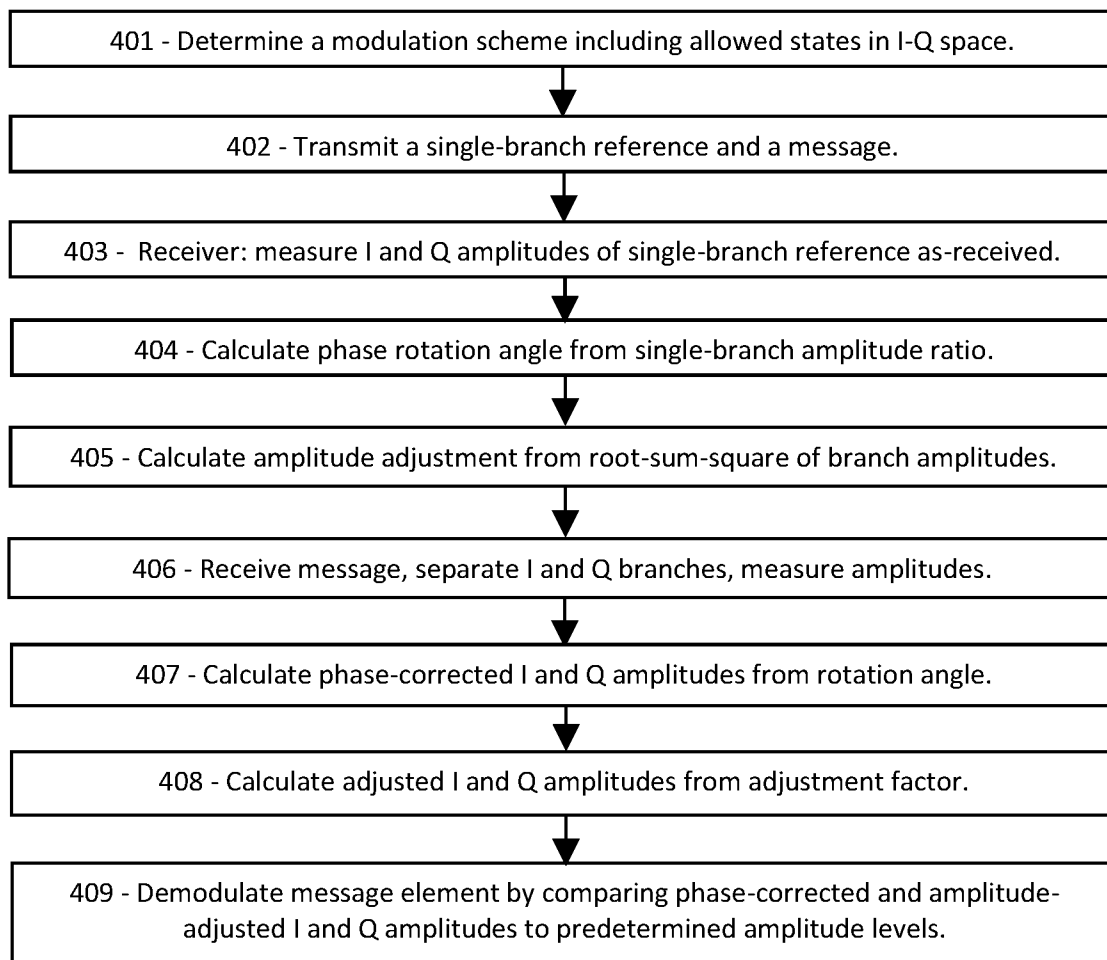 401 - Determine a modulation scheme including allowed states in I-Q space.
402 - Transmit a single-branch reference and a message.
403 - Receiver: measure I and Q amplitudes of single-branch reference as-received.
404 - Calculate phase rotation angle from single-branch amplitude ratio.
405 - Calculate amplitude adjustment from root-sum-square of branch amplitudes.
406 - Receive message, separate I and Q branches, measure amplitudes.
407 - Calculate phase-corrected I and Q amplitudes from rotation angle.
408 - Calculate adjusted I and Q amplitudes from adjustment factor.
409 - Demodulate message element by comparing phase-corrected and amplitude-
adjusted I and Q amplitudes to predetermined amplitude levels.